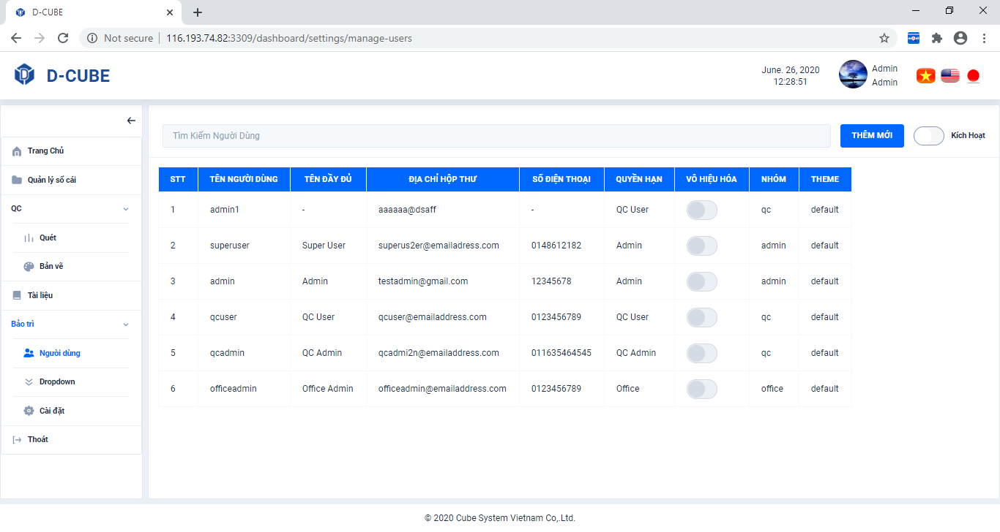 D-CUBE
Not secure 116.193.74.82:3309/dashboard/settings/manage-users
D-CUBE
June. 26, 2020
12:28:51
Admin
Admin
Trang Chủ
Quản lý sổ cái
QC
Quét
Bản vẽ
Tài liệu
Bảo trì
Người dùng
Dropdown
Cài đặt
Thoát
Tìm Kiếm Người Dùng
THÊM MỚI
Kích Hoạt
STT TÊN NGƯỜI DÙNG TÊN ĐẦY ĐỦ ĐỊA CHỈ HỘP THƯ SỐ ĐIỆN THOẠI QUYỀN HẠN VÔ HIỆU HÓA NHÓM THEME
1 admin1 - aaaaaa@dsaff - QC User qc default
2 superuser Super User superus2er@emailadress.com 0148612182 Admin admin default
3 admin Admin testadmin@gmail.com 12345678 Admin admin default
4 qcuser QC User qcuser@emailaddress.com 0123456789 QC User qc default
5 qcadmin QC Admin qcadmi2n@emailaddress.com 011635464545 QC Admin qc default
6 officeadmin Office Admin officeadmin@emailaddress.com 0123456789 Office office default
© 2020 Cube System Vietnam Co,.Ltd.